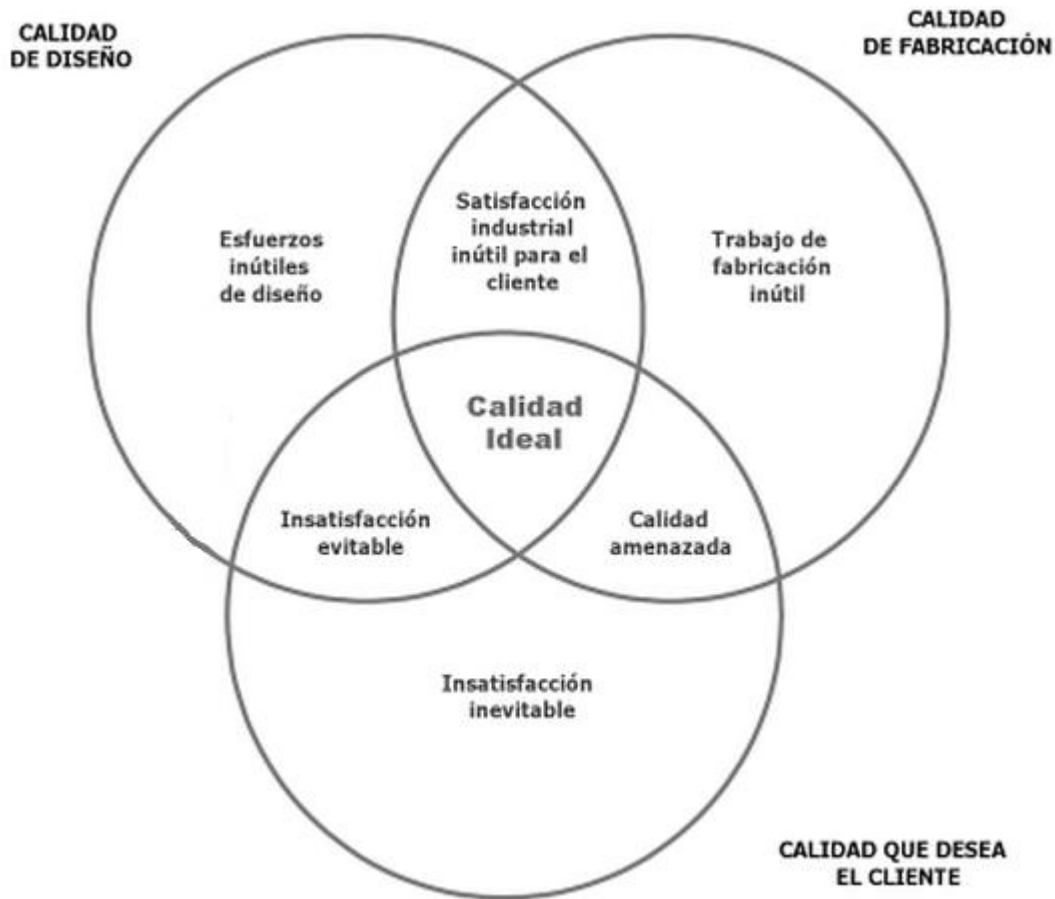 CALIDAD
DE DISEÑO
CALIDAD
DE FABRICACIÓN
Esfuerzos
inútiles
de diseño
Satisfacción
industrial
inútil para el
cliente
Trabajo de
fabricación
inútil
Calidad
Ideal
Insatisfacción
evitable
Calidad
amenazada
Insatisfacción
inevitable
CALIDAD QUE DESEA
EL CLIENTE